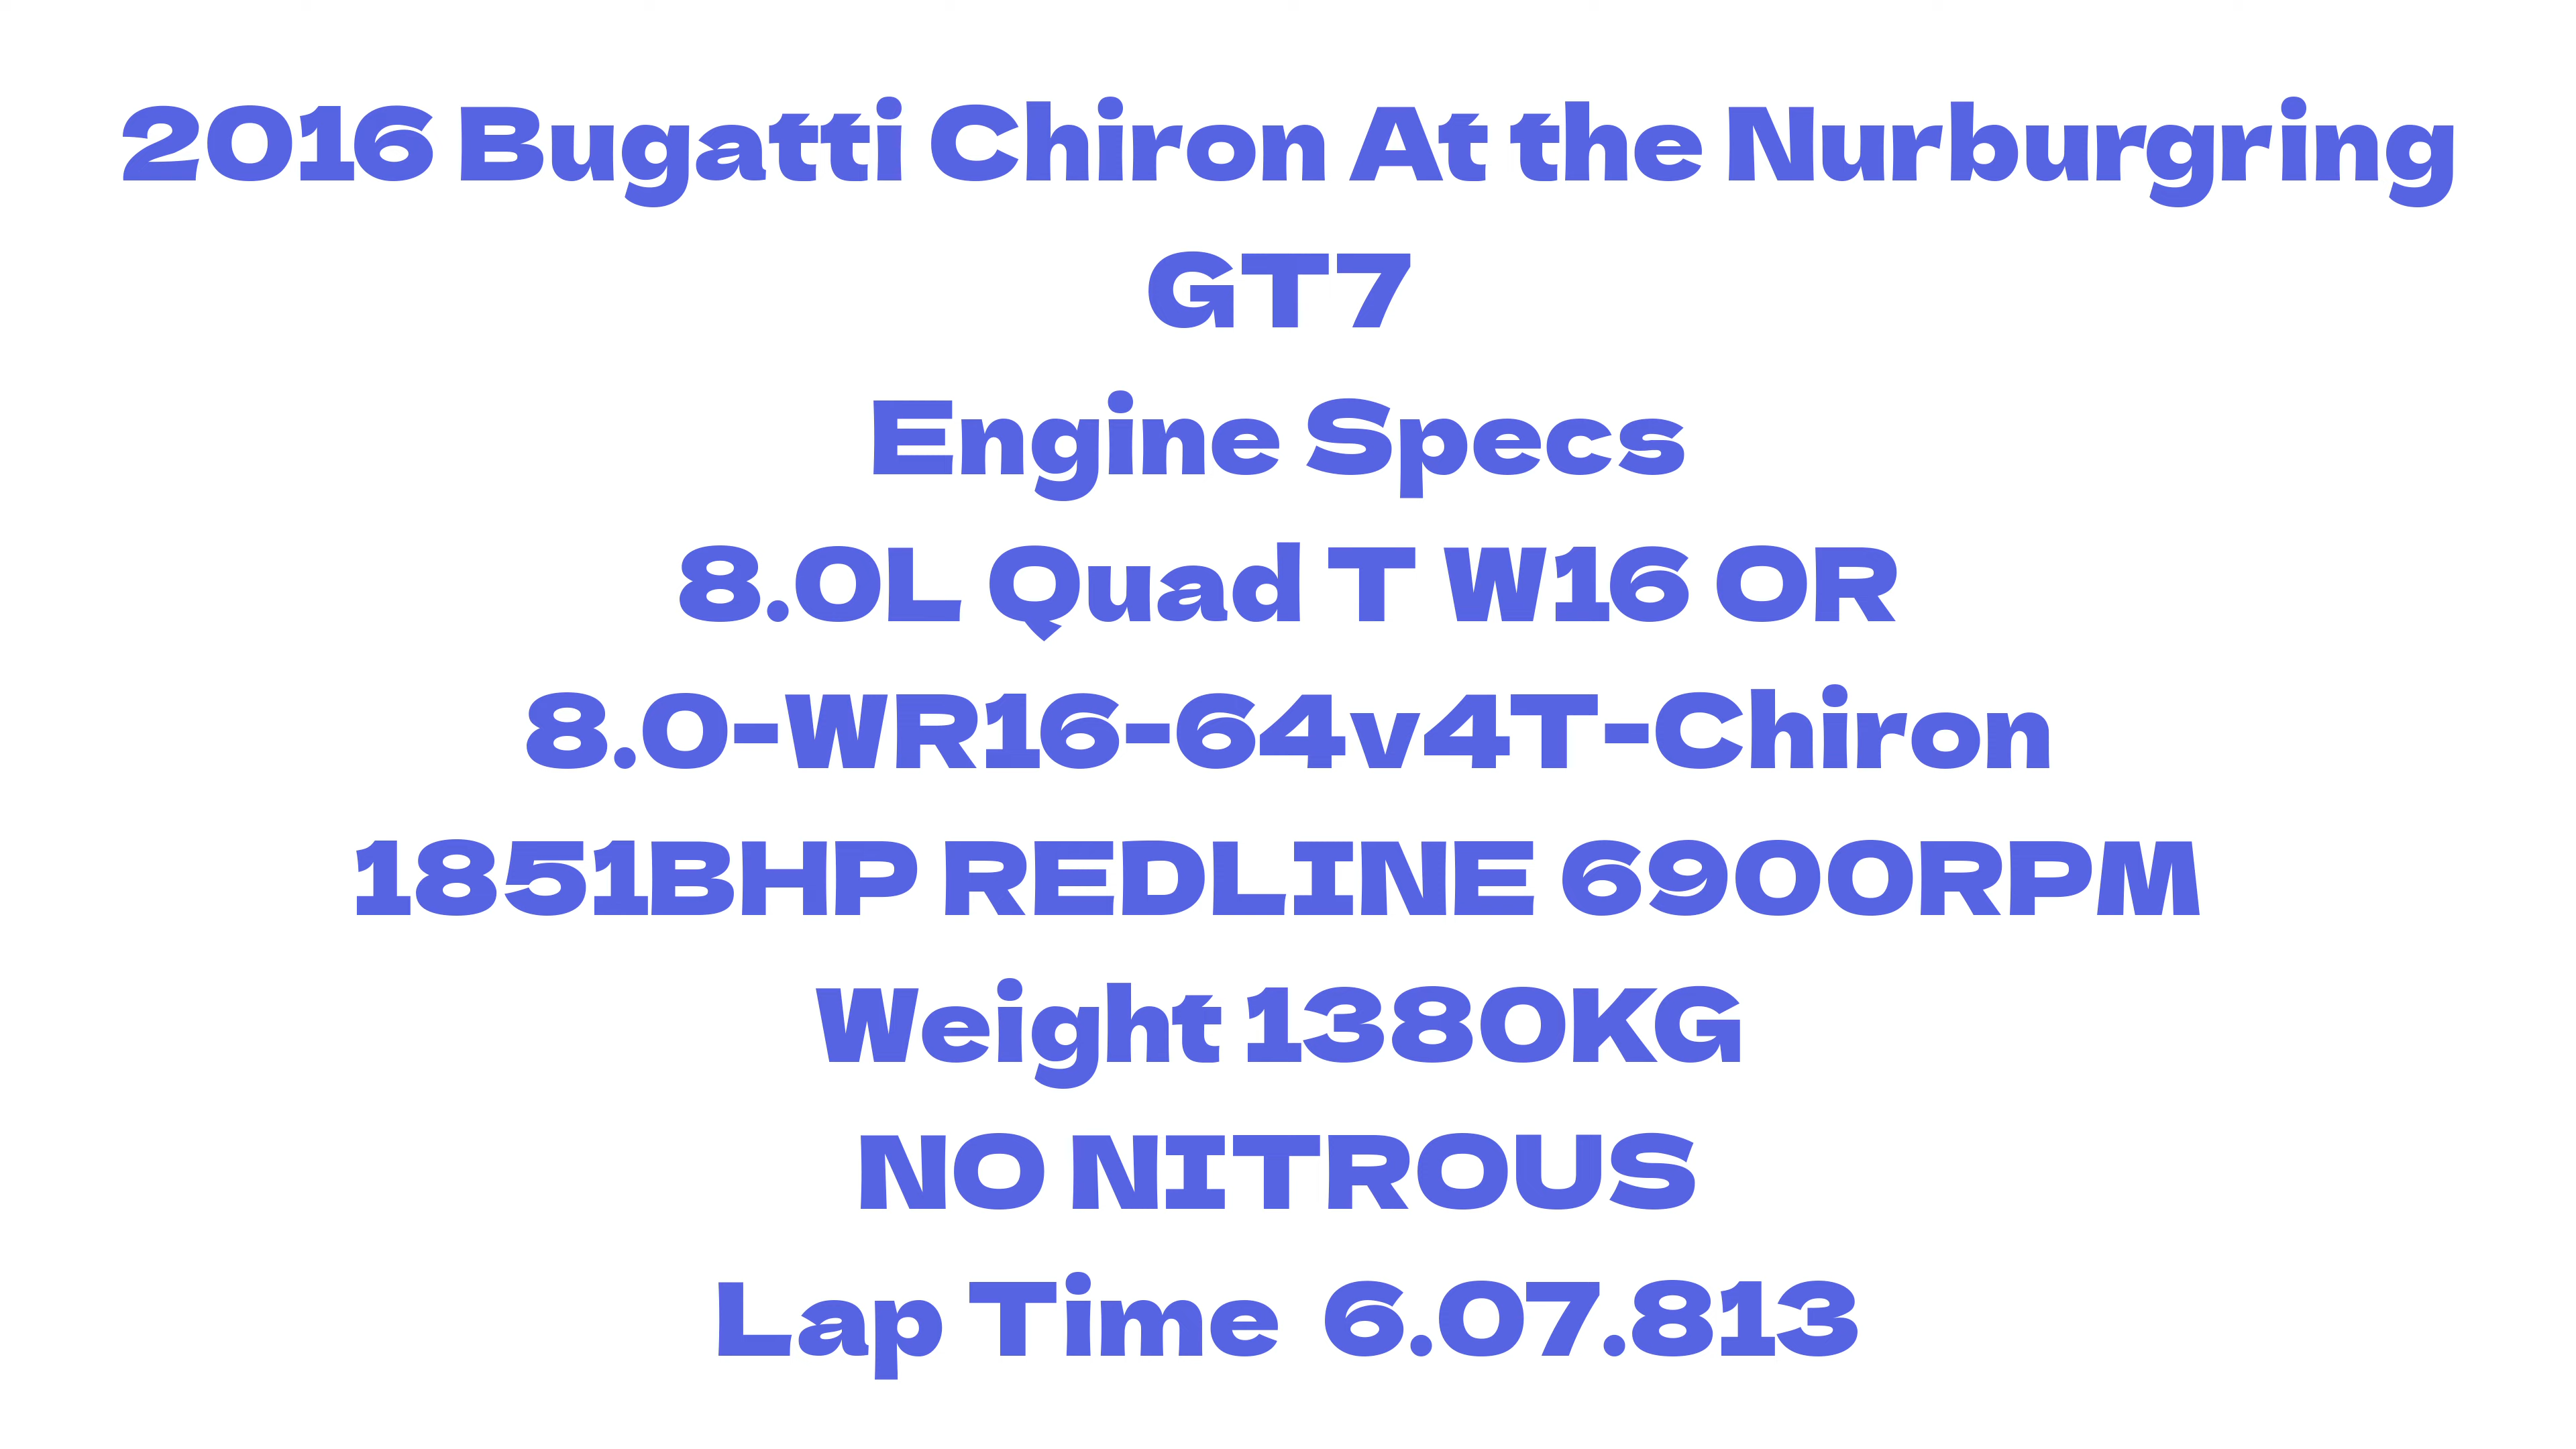 2016 Bugatti Chiron At the Nurburgring
GT7
Engine Specs
8.0L Quad T W16 OR
8.0-WR16-64v4T-Chiron
1851BHP REDLINE 6900RPM
Weight 1380KG
NO NITROUS
Lap Time 6.07.813